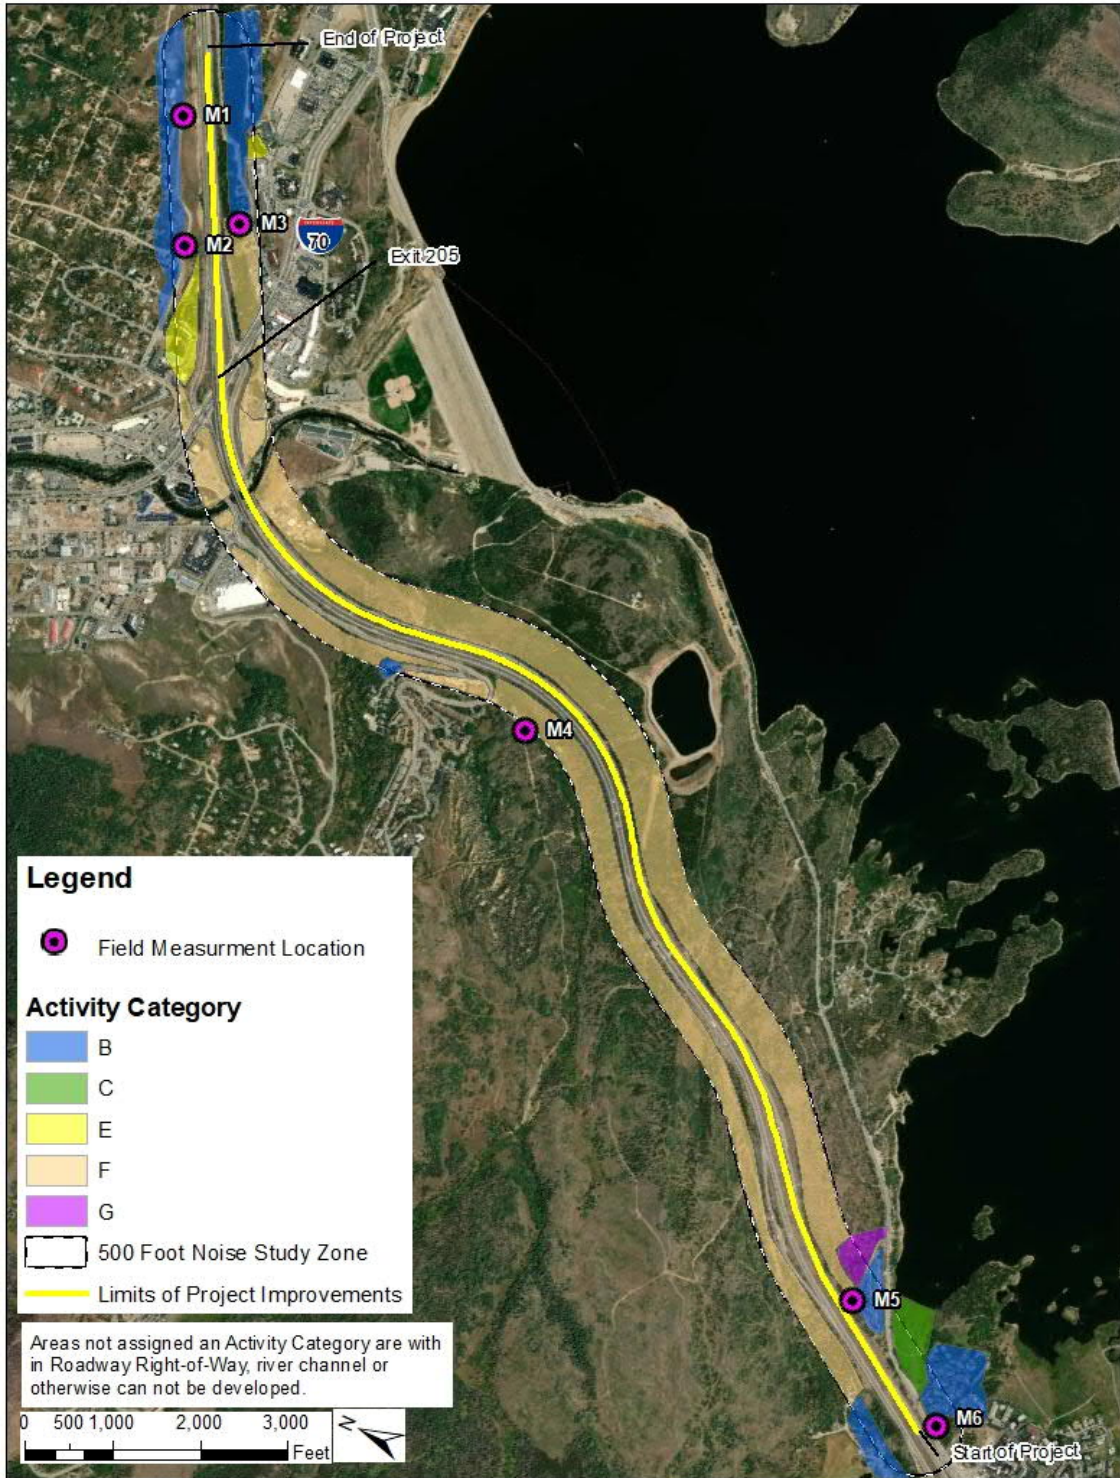 End of Project
M1
M3
M2
INTERSTATE
70
Exit 205
M4
Legend
Field Measurment Location
Activity Category
B
C
E
F
G
500 Foot Noise Study Zone
Limits of Project Improvements
M5
Areas not assigned an Activity Category are with
in Roadway Right-of-Way, river channel or
otherwise can not be developed.
0 500 1,000 2,000 3,000
Feet
N
M6
Start of Project